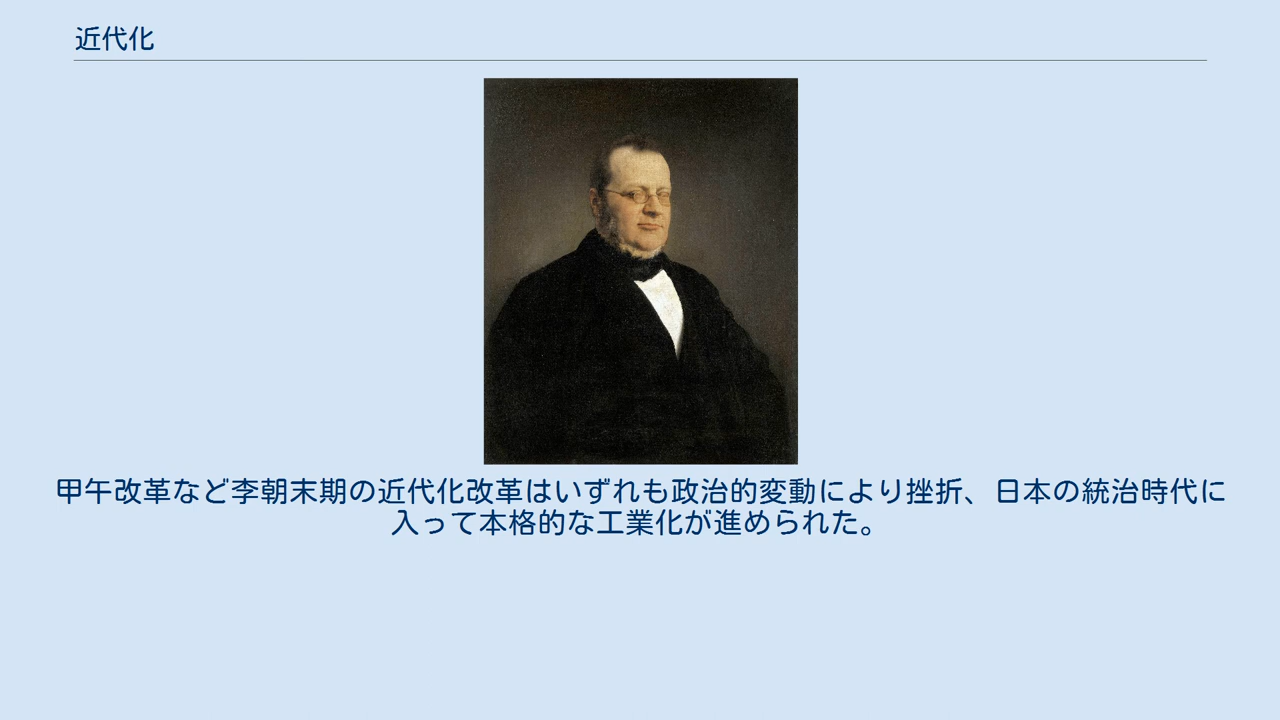 近代化
甲午改革など李朝末期の近代化改革はいずれも政治的変動により挫折、日本の統治時代に
入って本格的な工業化が進められた。